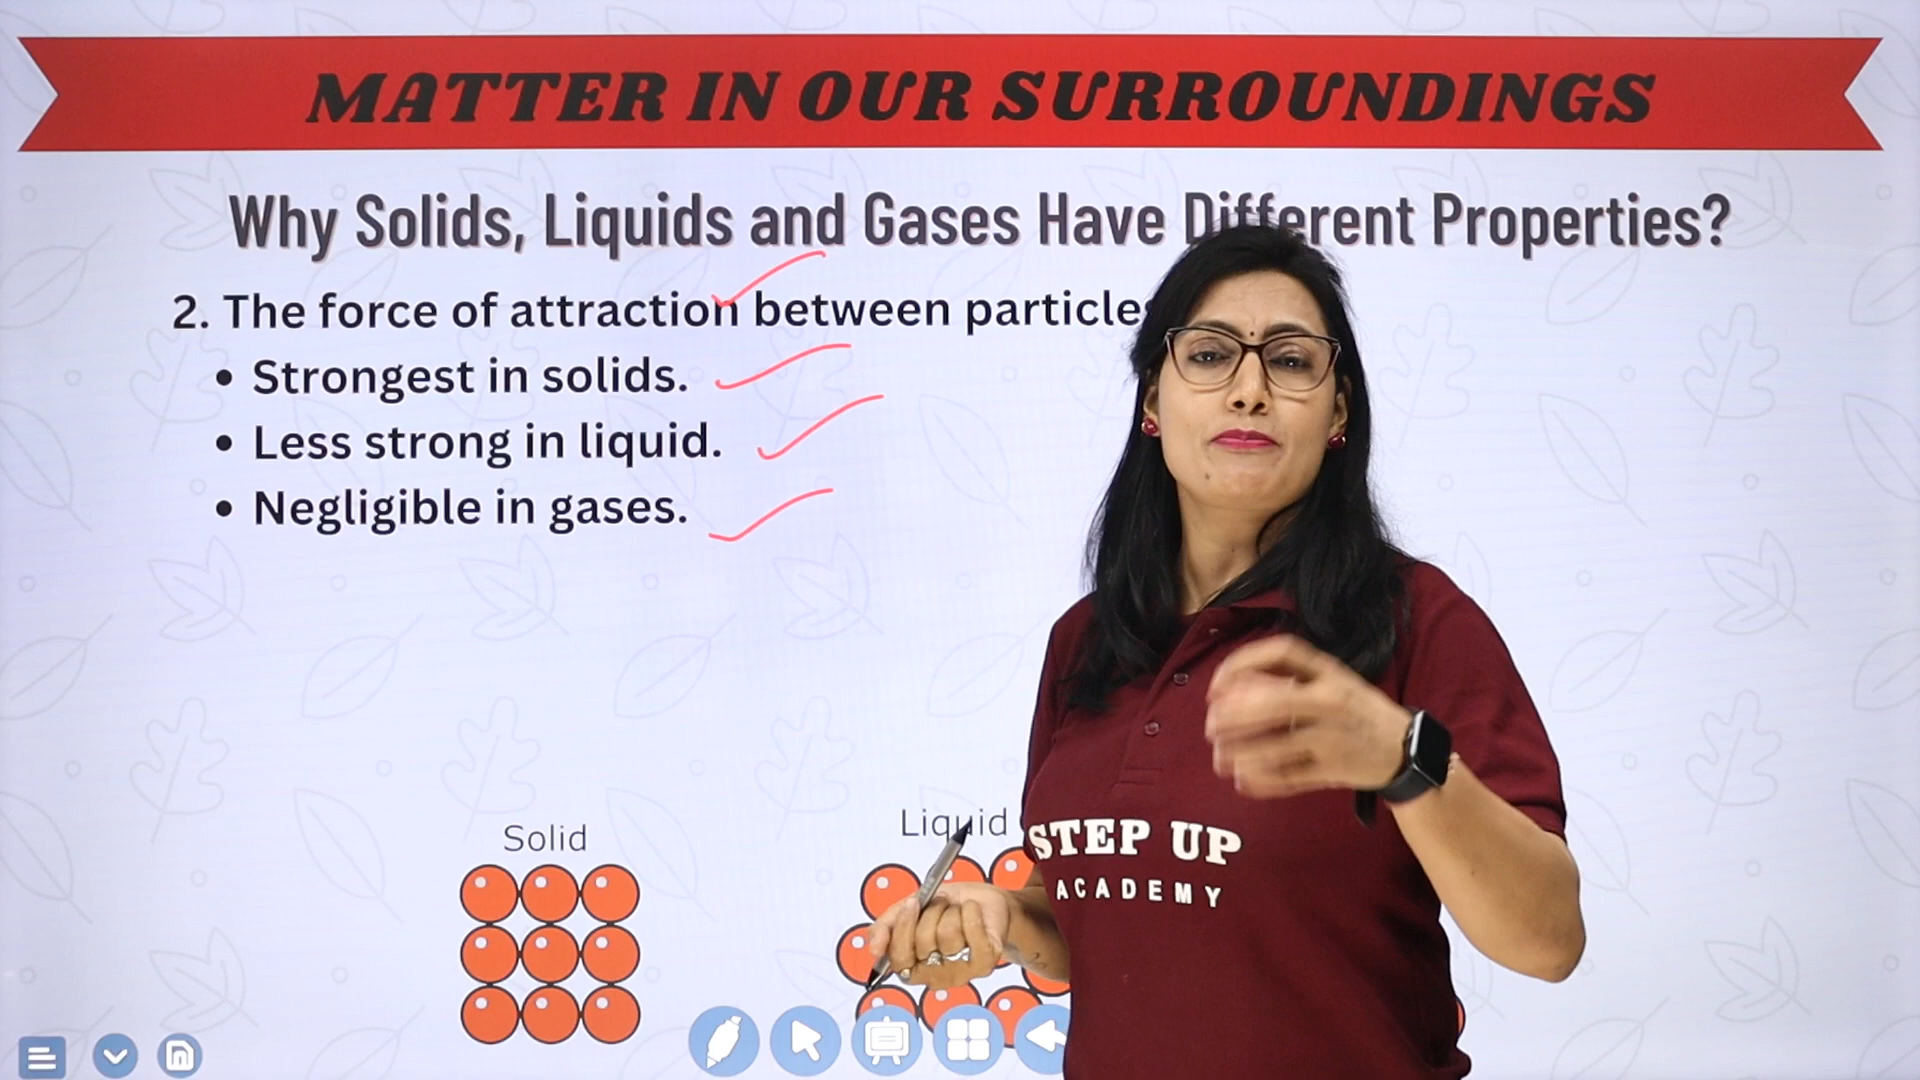 MATTER IN OUR SURROUNDINGS
Why Solids, Liquids and Gases Have Different Properties?
2. The force of attraction between particles
• Strongest in solids.
• Less strong in liquid.
• Negligible in gases.
Solid
Liquid
STEP UP
ACADEMY